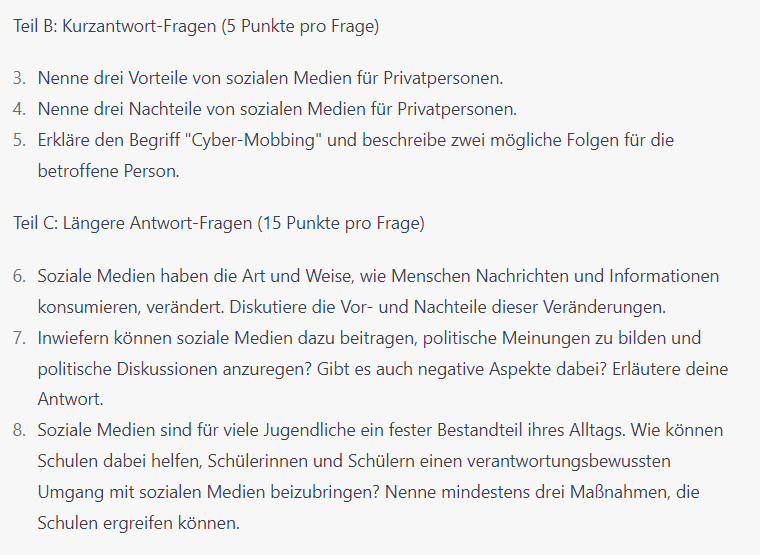 Teil B: Kurzantwort-Fragen (5 Punkte pro Frage)
3. Nenne drei Vorteile von sozialen Medien für Privatpersonen.
4. Nenne drei Nachteile von sozialen Medien für Privatpersonen.
5. Erkläre den Begriff "Cyber-Mobbing" und beschreibe zwei mögliche Folgen für die
betroffene Person.
Teil C: Längere Antwort-Fragen (15 Punkte pro Frage)
6. Soziale Medien haben die Art und Weise, wie Menschen Nachrichten und Informationen
konsumieren, verändert. Diskutiere die Vor- und Nachteile dieser Veränderungen.
7. Inwiefern können soziale Medien dazu beitragen, politische Meinungen zu bilden und
politische Diskussionen anzuregen? Gibt es auch negative Aspekte dabei? Erläutere deine
Antwort.
8. Soziale Medien sind für viele Jugendliche ein fester Bestandteil ihres Alltags. Wie können
Schulen dabei helfen, Schülerinnen und Schülern einen verantwortungsbewussten
Umgang mit sozialen Medien beizubringen? Nenne mindestens drei Maßnahmen, die
Schulen ergreifen können.